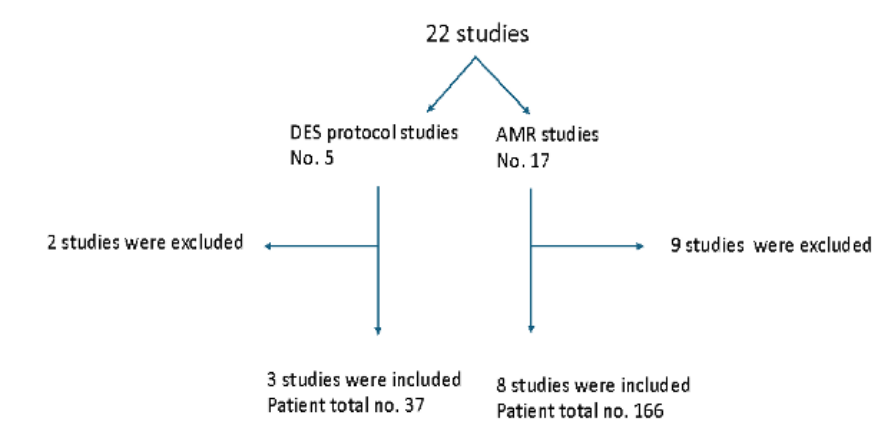 22 studies
DES protocol studies
No. 5
AMR studies
No. 17
2 studies were excluded
9 studies were excluded
3 studies were included
Patient total no. 37
8 studies were included
Patient total no. 166